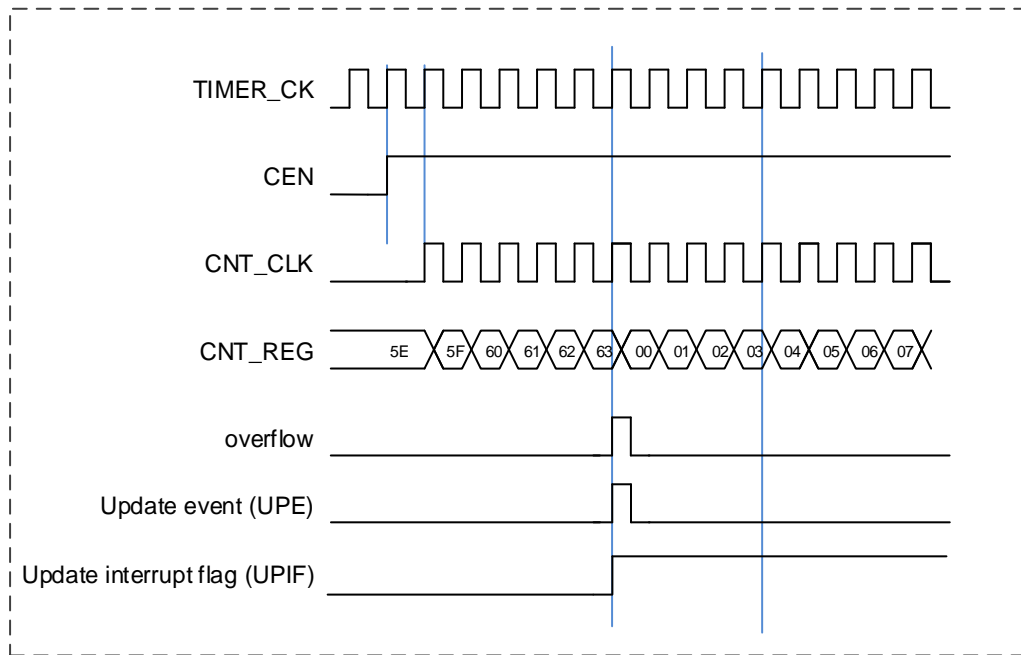 TIMER_CK
CEN
CNT_CLK
CNT_REG 5E 5F 60 61 62 63 00 01 02 03 04 05 06 07
overflow
Update event (UPE)
Update interrupt flag (UPIF)